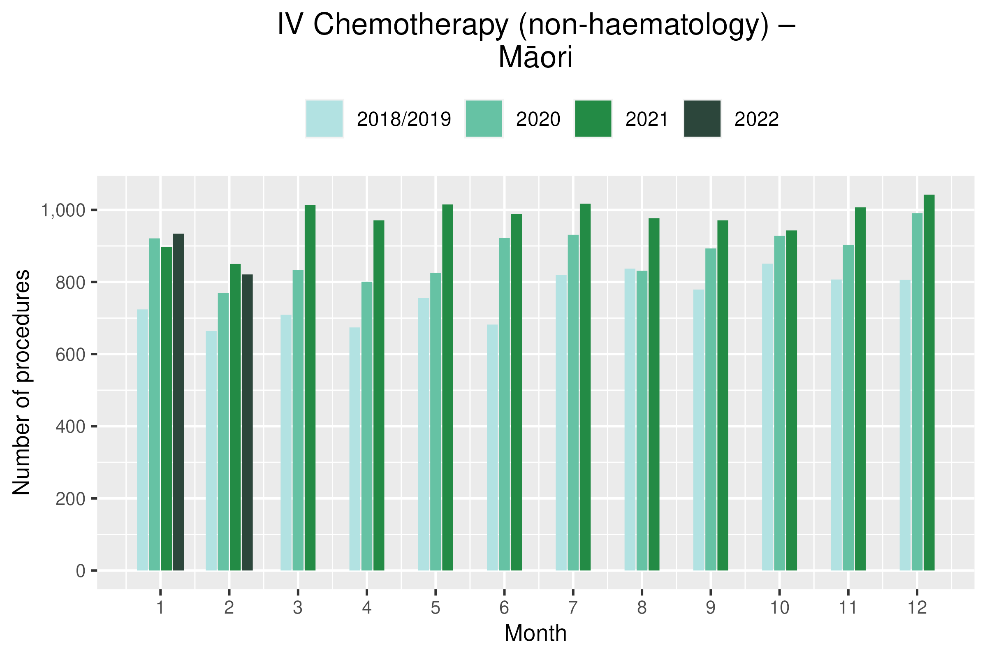 IV Chemotherapy (non-haematology) –
Māori
2018/2019 2020 2021 2022
Number of procedures
1,000
800
600
400
200
0
1 2 3 4 5 6 7 8 9 10 11 12
Month